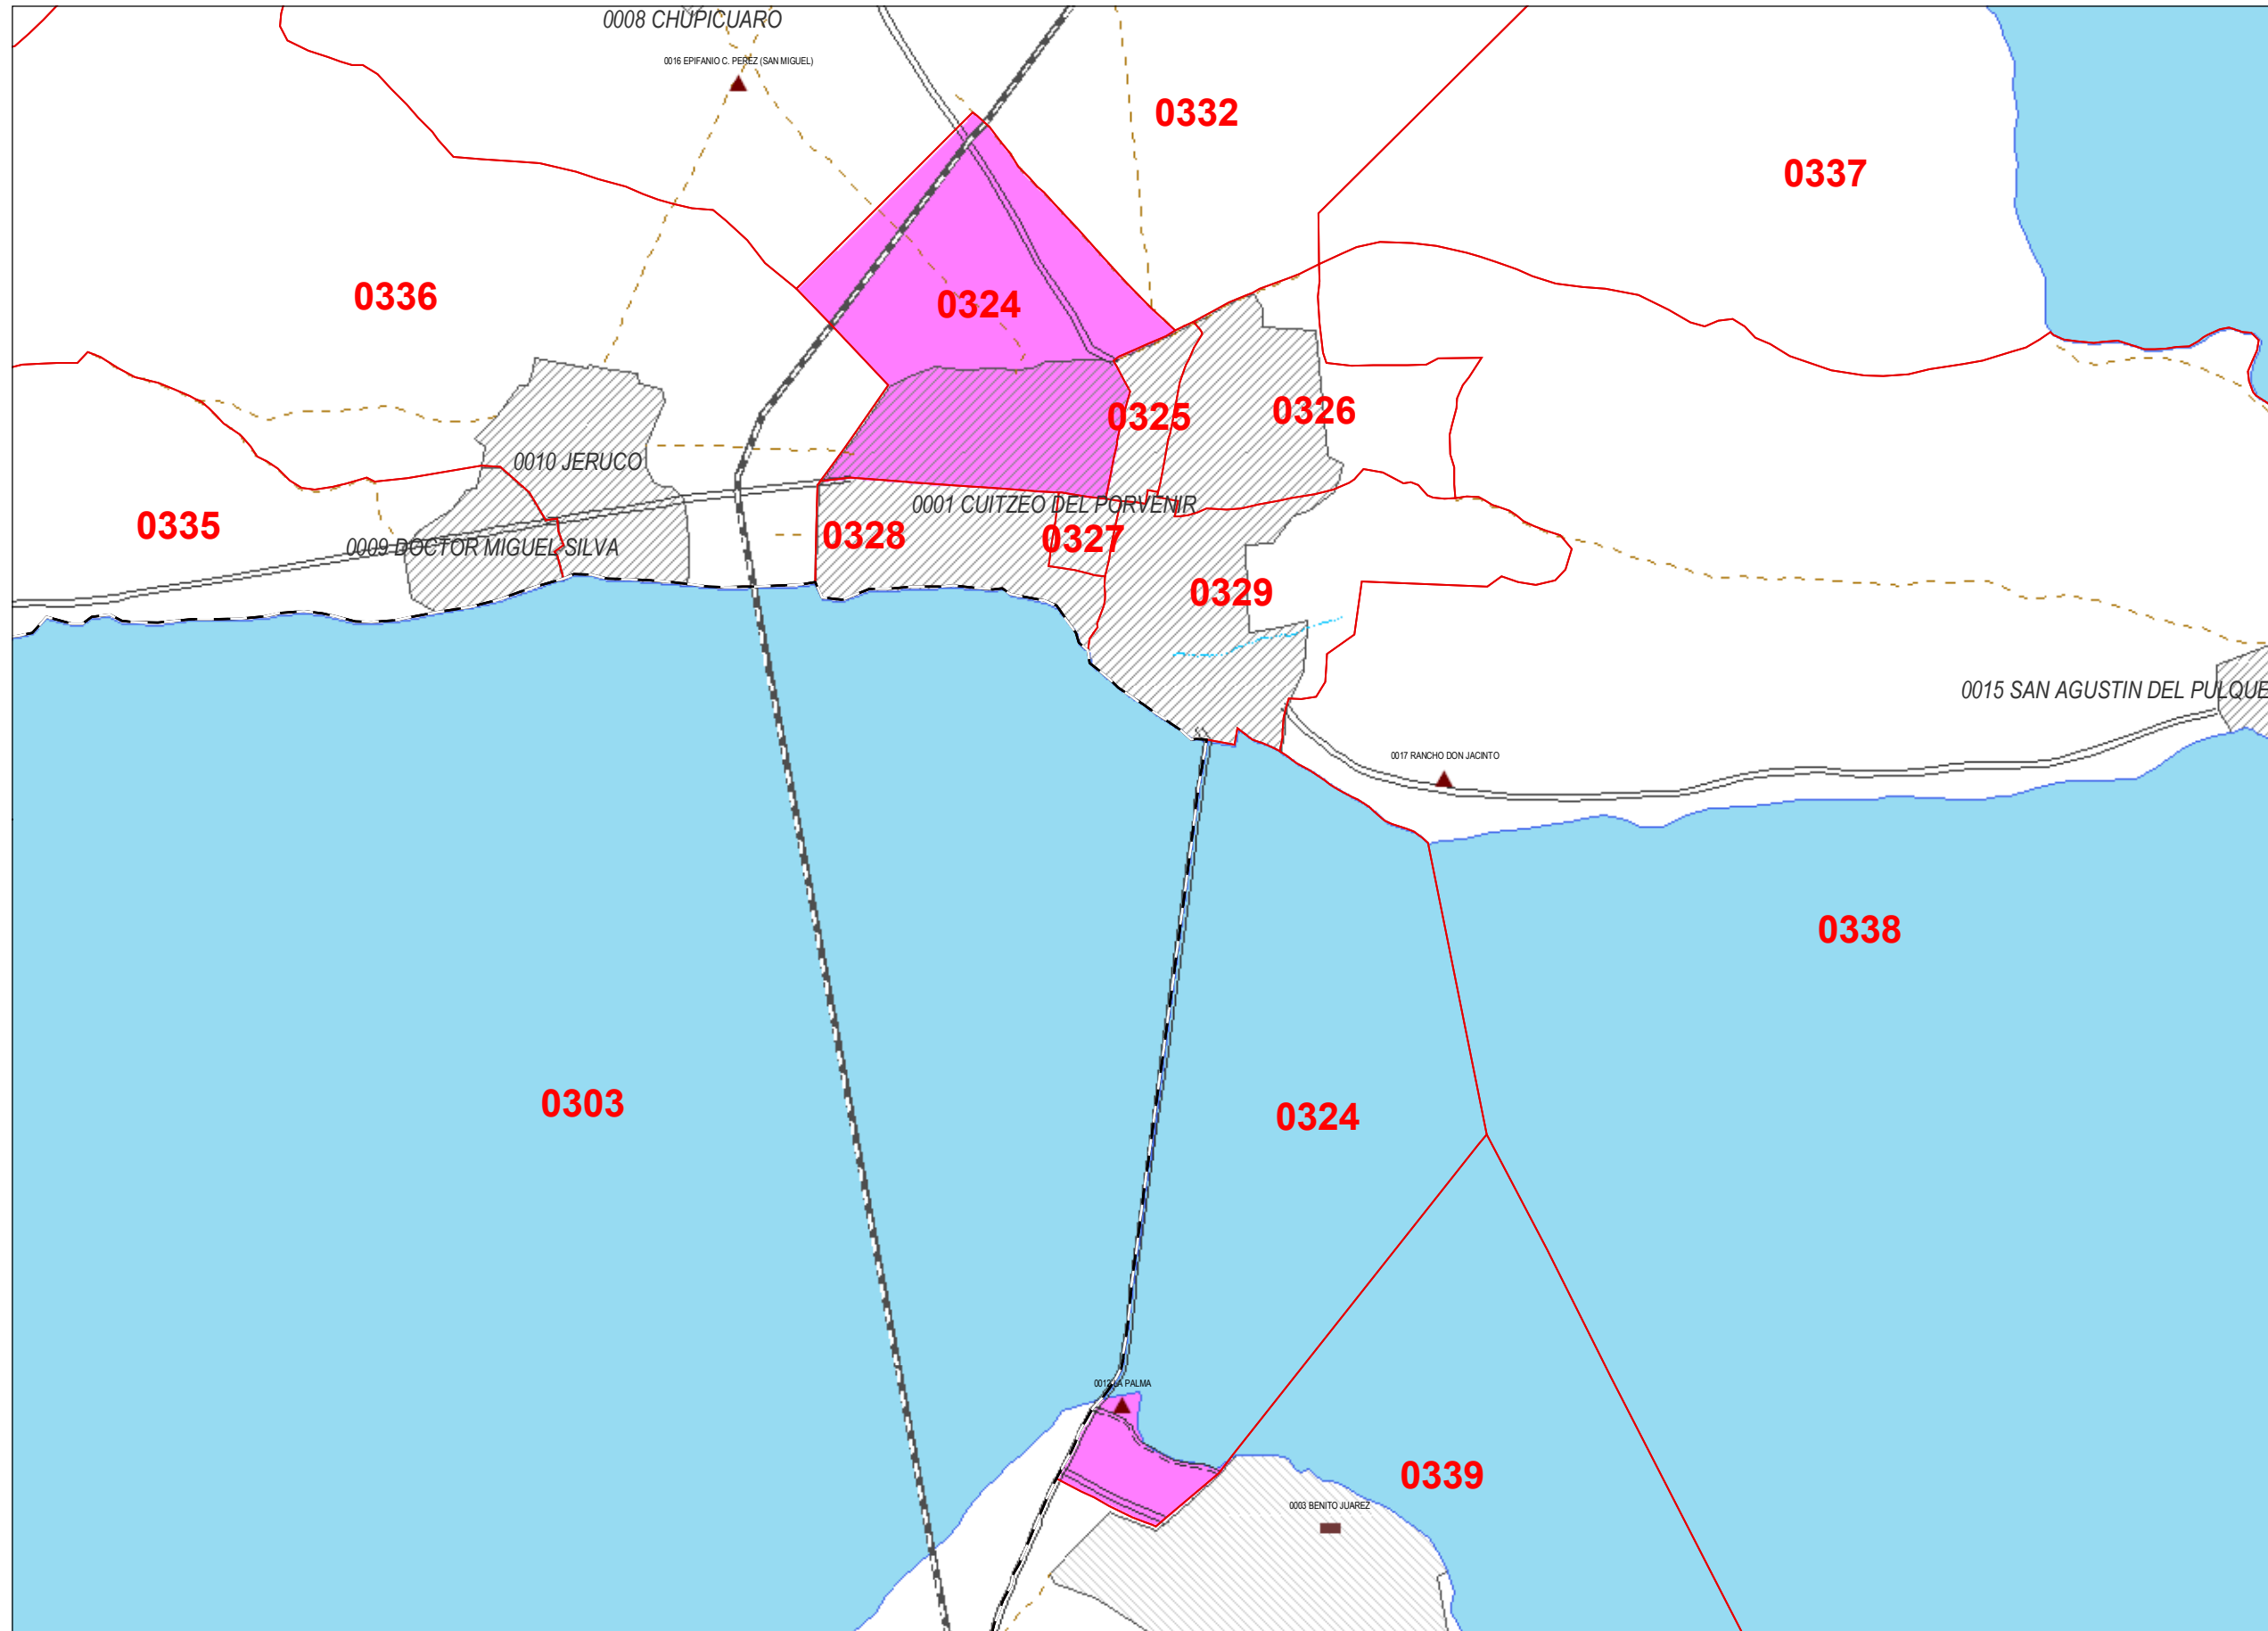 0008 CHUPICUARO
0016 EPIFANIO C. PEREZ (SAN MIGUEL)
0332
0337
0336
0324
0325
0326
0010 JERUCO
0001 CUITZEO DEL PORVENIR
0335
0328
0327
0009 DOCTOR MIGUEL SILVA
0329
0015 SAN AGUSTIN DEL PULQUE
0017 RANCHO DON JACINTO
0338
0303
0324
0012 LA PALMA
0339
0003 BENITO JUAREZ